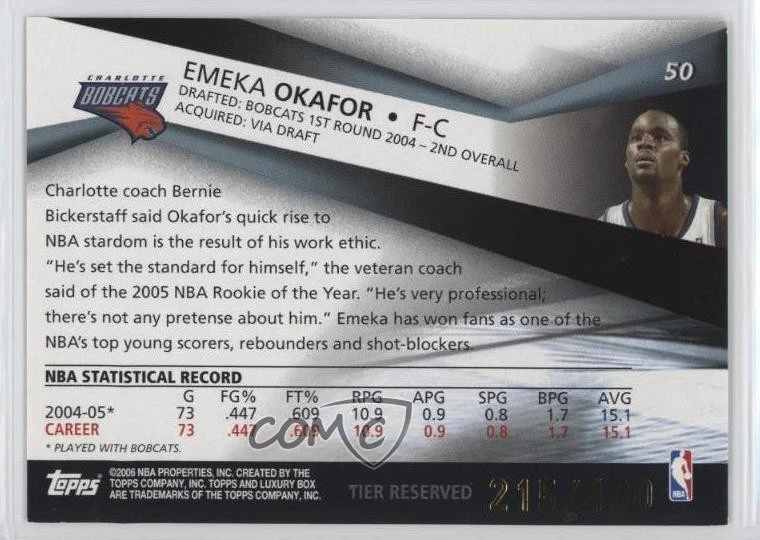 50
CHARLOTTE
BOBCATS
EMEKA OKAFOR • F-C
DRAFTED: BOBCATS 1ST ROUND 2004 – 2ND OVERALL
ACQUIRED: VIA DRAFT
Charlotte coach Bernie
Bickerstaff said Okafor's quick rise to
NBA stardom is the result of his work ethic.
"He's set the standard for himself," the veteran coach
said of the 2005 NBA Rookie of the Year. "He's very professional;
there's not any pretense about him." Emeka has won fans as one of the
NBA's top young scorers, rebounders and shot-blockers.
NBA STATISTICAL RECORD
G FG% FT% RPG APG SPG BPG AVG
2004-05* 73 .447 .609 10.9 0.9 0.8 1.7 15.1
CAREER 73 .447 .609 10.9 0.9 0.8 1.7 15.1
* PLAYED WITH BOBCATS.
COMC
Topps
©2006 NBA PROPERTIES, INC. CREATED BY THE
TOPPS COMPANY, INC. TOPPS AND LUXURY BOX
ARE TRADEMARKS OF THE TOPPS COMPANY, INC.
TIER RESERVED
NBA